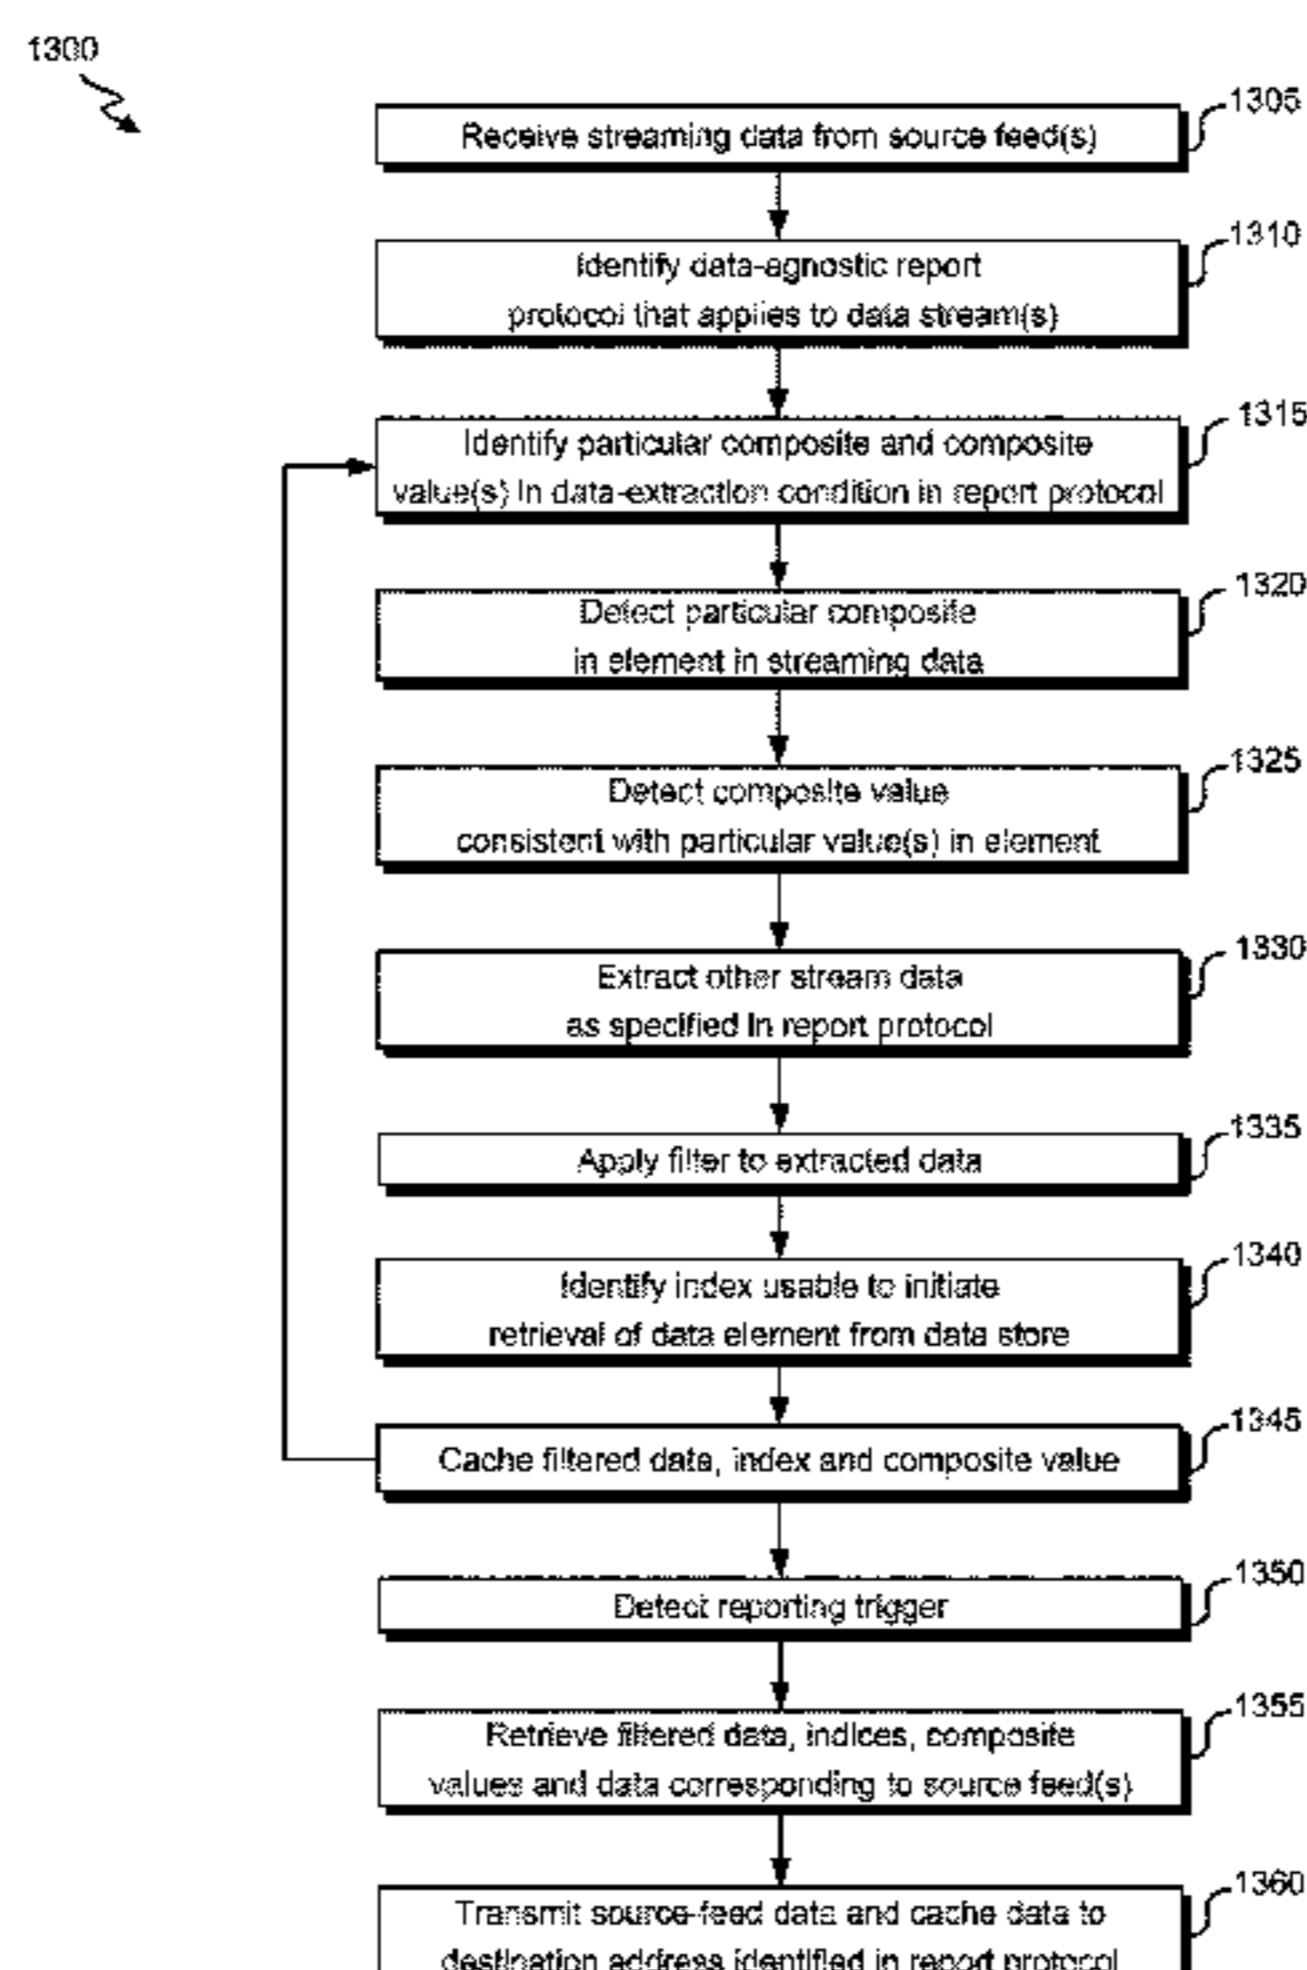 1300
1305
Receive streaming data from source feed(s)
1310
Identify data-agnostic report
protocol that applies to data stream(s)
1315
Identify particular composite and composite
value(s) in data-extraction condition in report protocol
1320
Detect particular composite
in element in streaming data
1325
Detect composite value
consistent with particular value(s) in element
1330
Extract other stream data
as specified in report protocol
1335
Apply filter to extracted data
1340
Identify index usable to initiate
retrieval of data element from data store
1345
Cache filtered data, index and composite value
1350
Detect reporting trigger
1355
Retrieve filtered data, indices, composite
values and data corresponding to source feed(s)
1360
Transmit source-feed data and cache data to
destination address identified in report protocol